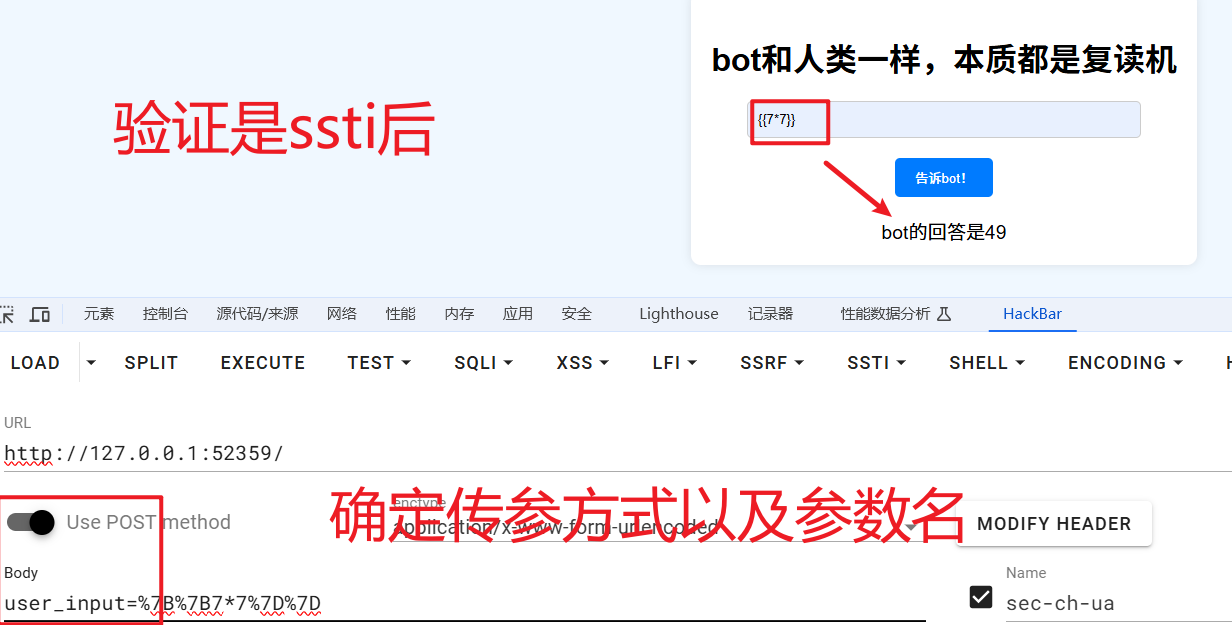 bot和人类一样，本质都是复读机
验证是ssti后
{{7*7}}
告诉bot！
bot的回答是49
元素 控制台 源代码/来源 网络 性能 内存 应用 安全 Lighthouse 记录器 性能数据分析 HackBar
LOAD SPLIT EXECUTE TEST SQLI XSS LFI SSRF SSTI SHELL ENCODING H
URL
http://127.0.0.1:52359/
确定传参方式以及参数名
enctype
Use POST method application/x-www-form-urlencoded MODIFY HEADER
Body Name
user_input=%7B%7B7*7%7D%7D sec-ch-ua